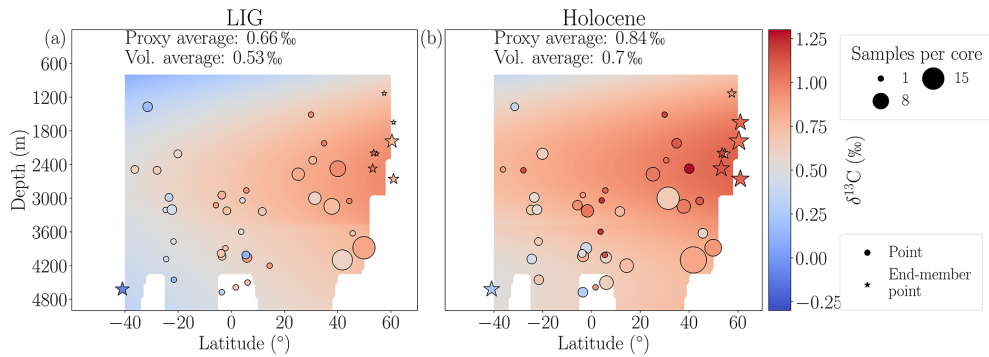 LIG
Holocene
(a)
Proxy average: 0.66‰
Vol. average: 0.53‰
(b)
Proxy average: 0.84‰
Vol. average: 0.7‰
600
1200
1800
2400
3000
3600
4200
4800
Depth (m)
−40
−20
0
20
40
60
Latitude (°)
−40
−20
0
20
40
60
Latitude (°)
1.25
1.00
0.75
0.50
0.25
0.00
−0.25
δ¹³C (‰)
Samples per core
1
15
8
Point
End-member
point